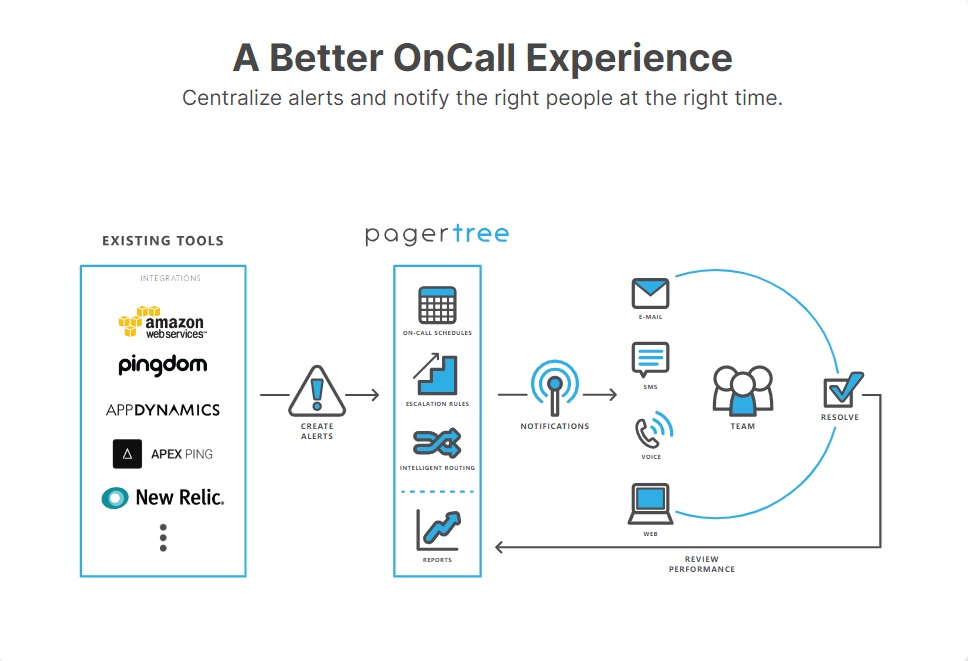 A Better OnCall Experience
Centralize alerts and notify the right people at the right time.
EXISTING TOOLS
INTEGRATIONS
amazon
webservices™
pingdom
APPDYNAMICS
APEX PING
New Relic.
CREATE
ALERTS
pagertree
ON-CALL SCHEDULES
ESCALATION RULES
INTELLIGENT ROUTING
REPORTS
NOTIFICATIONS
E-MAIL
SMS
VOICE
WEB
TEAM
RESOLVE
REVIEW
PERFORMANCE